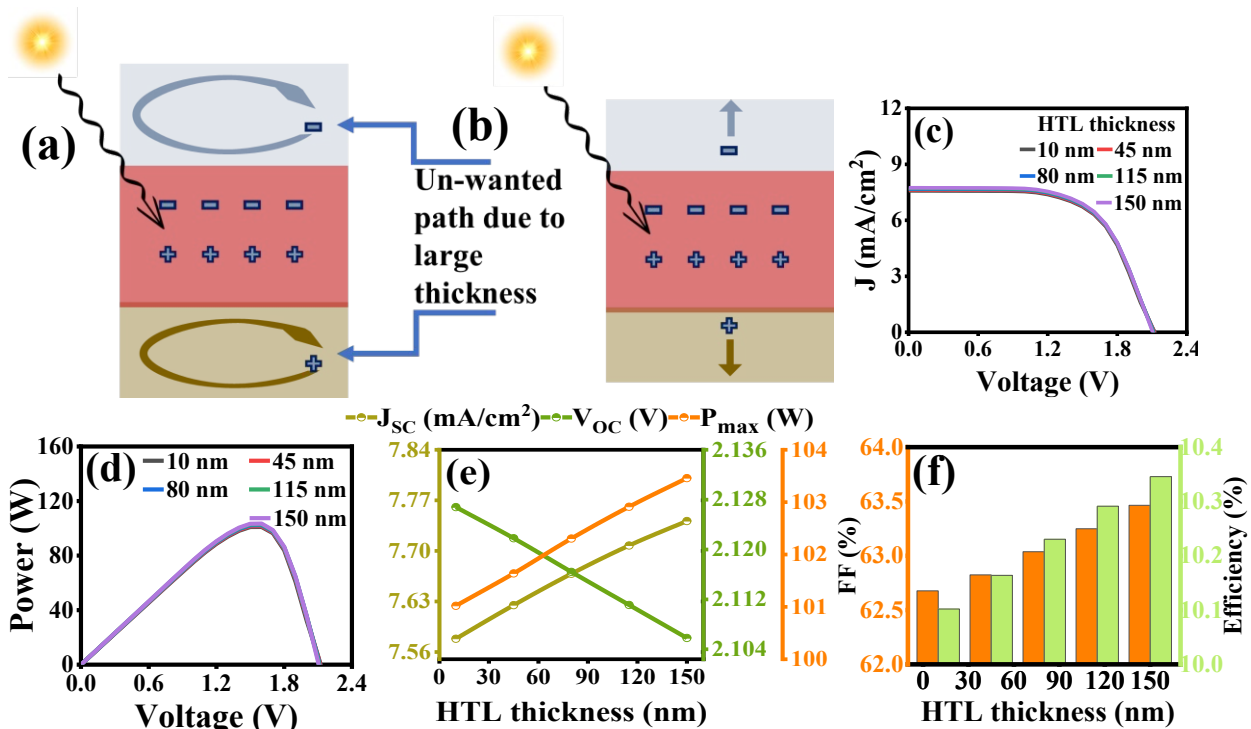 (a)
(b)
Un-wanted
path due to
large
thickness
(c)
HTL thickness
10 nm
45 nm
80 nm
115 nm
150 nm
12
9
6
3
0
J (mA/cm²)
0.0
0.6
1.2
1.8
2.4
Voltage (V)
(d)
10 nm
45 nm
80 nm
115 nm
150 nm
160
120
80
40
0
Power (W)
0.0
0.6
1.2
1.8
2.4
Voltage (V)
J_SC (mA/cm²)
V_OC (V)
P_max (W)
(e)
7.84
7.77
7.70
7.63
7.56
2.136
2.128
2.120
2.112
2.104
104
103
102
101
100
0
30
60
90
120
150
HTL thickness (nm)
(f)
64.0
63.5
63.0
62.5
62.0
FF (%)
10.4
10.3
10.2
10.1
10.0
Efficiency (%)
0
30
60
90
120
150
HTL thickness (nm)